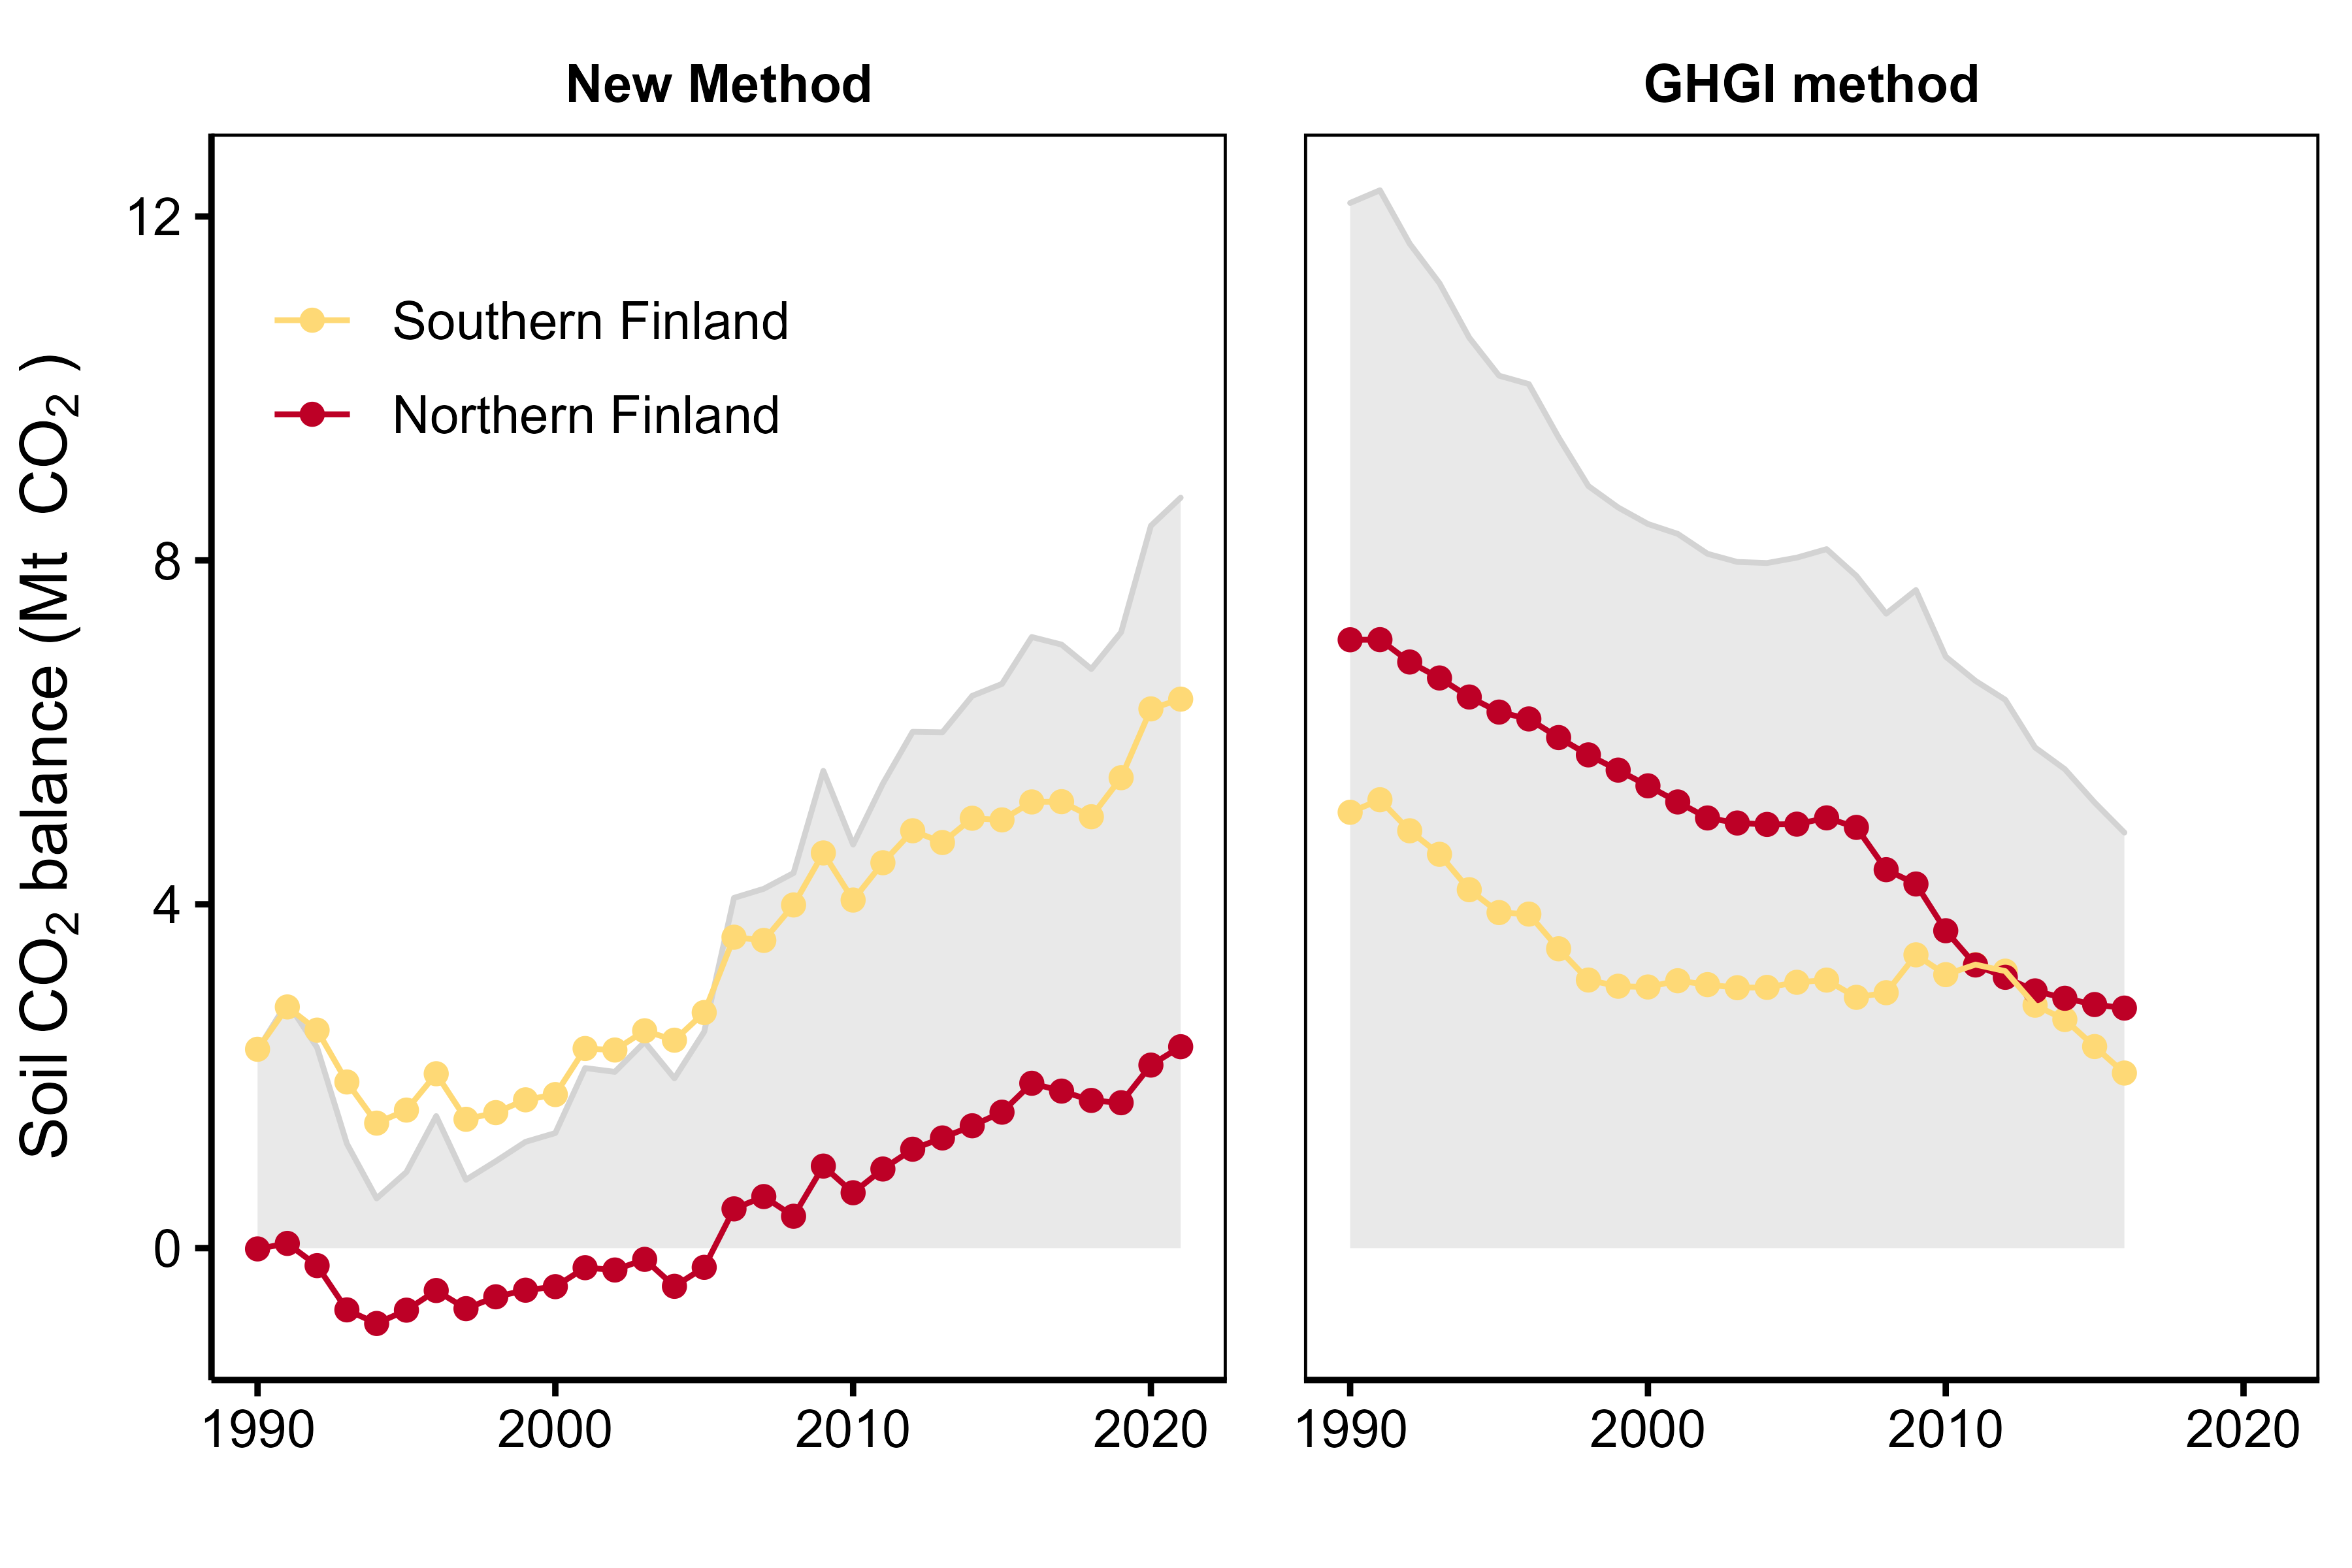 New Method
GHGI method
12
8
4
0
Soil CO₂ balance (Mt CO₂ )
Southern Finland
Northern Finland
1990
2000
2010
2020
1990
2000
2010
2020